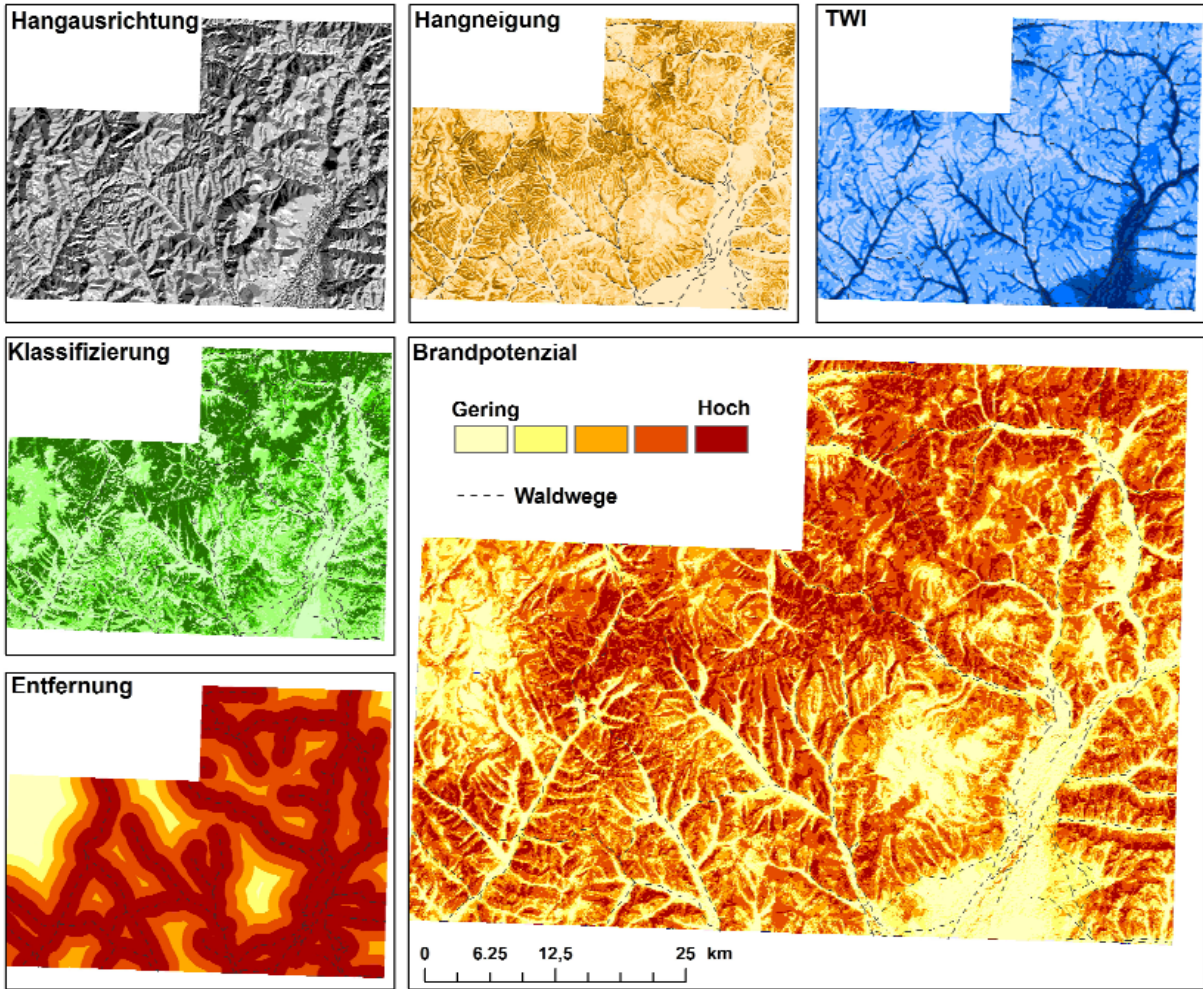 Hangausrichtung
Hangneigung
TWI
Klassifizierung
Brandpotenzial
Gering Hoch
Waldwege
Entfernung
0 6.25 12,5 25 km